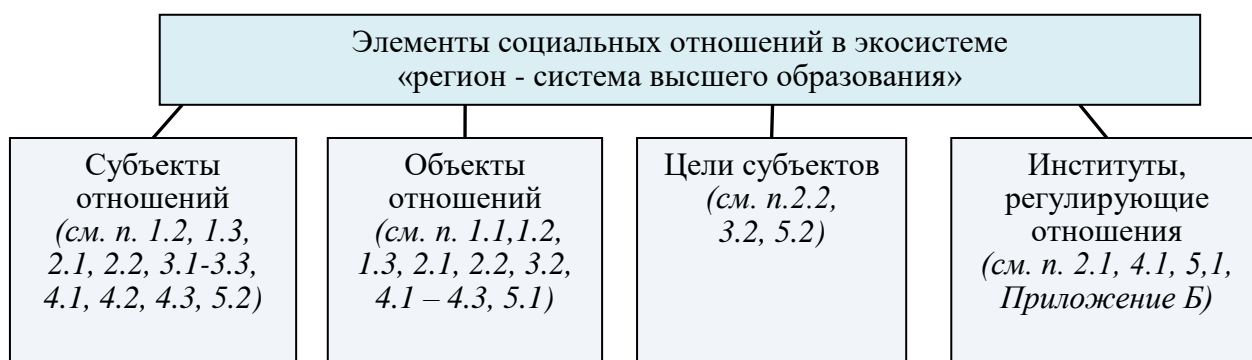 Элементы социальных отношений в экосистеме
«регион - система высшего образования»
Субъекты
отношений
(см. п. 1.2, 1.3,
2.1, 2.2, 3.1-3.3,
4.1, 4.2, 4.3, 5.2)
Объекты
отношений
(см. п. 1.1,1.2,
1.3, 2.1, 2.2, 3.2,
4.1 – 4.3, 5.1)
Цели субъектов
(см. п.2.2,
3.2, 5.2)
Институты,
регулирующие
отношения
(см. п. 2.1, 4.1, 5,1,
Приложение Б)